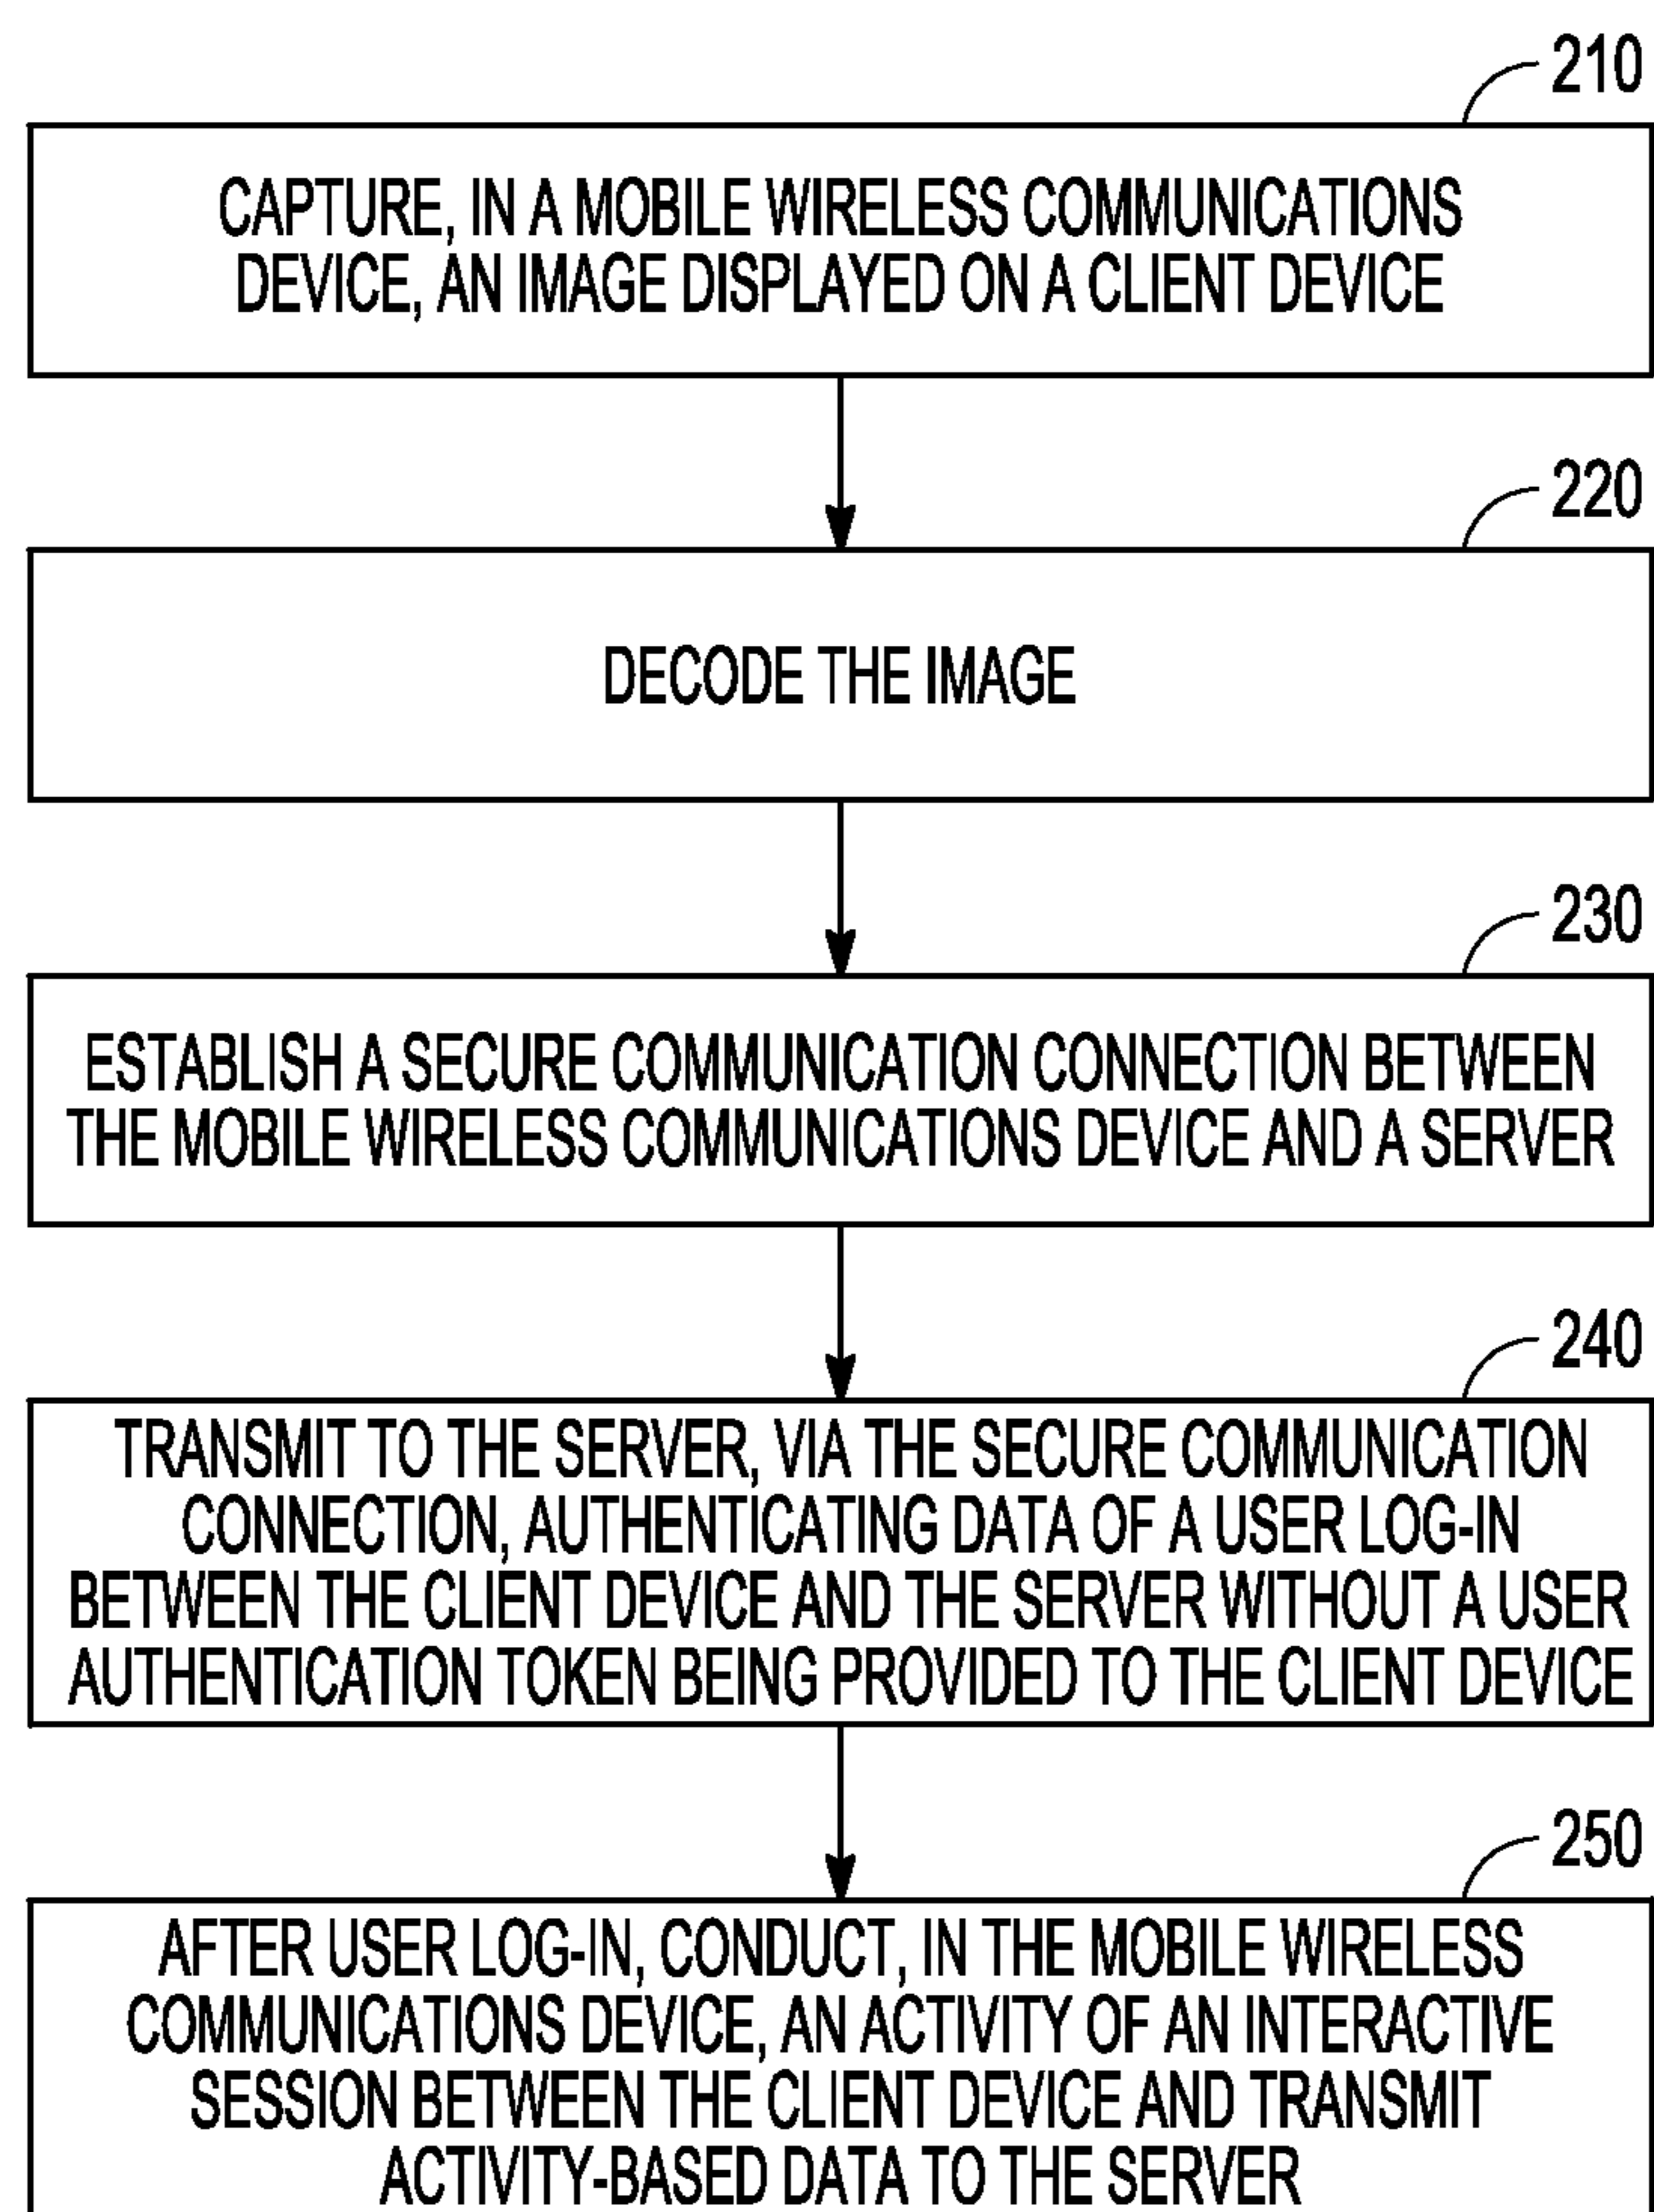 210
CAPTURE, IN A MOBILE WIRELESS COMMUNICATIONS
DEVICE, AN IMAGE DISPLAYED ON A CLIENT DEVICE
220
DECODE THE IMAGE
230
ESTABLISH A SECURE COMMUNICATION CONNECTION BETWEEN
THE MOBILE WIRELESS COMMUNICATIONS DEVICE AND A SERVER
240
TRANSMIT TO THE SERVER, VIA THE SECURE COMMUNICATION
CONNECTION, AUTHENTICATING DATA OF A USER LOG-IN
BETWEEN THE CLIENT DEVICE AND THE SERVER WITHOUT A USER
AUTHENTICATION TOKEN BEING PROVIDED TO THE CLIENT DEVICE
250
AFTER USER LOG-IN, CONDUCT, IN THE MOBILE WIRELESS
COMMUNICATIONS DEVICE, AN ACTIVITY OF AN INTERACTIVE
SESSION BETWEEN THE CLIENT DEVICE AND TRANSMIT
ACTIVITY-BASED DATA TO THE SERVER